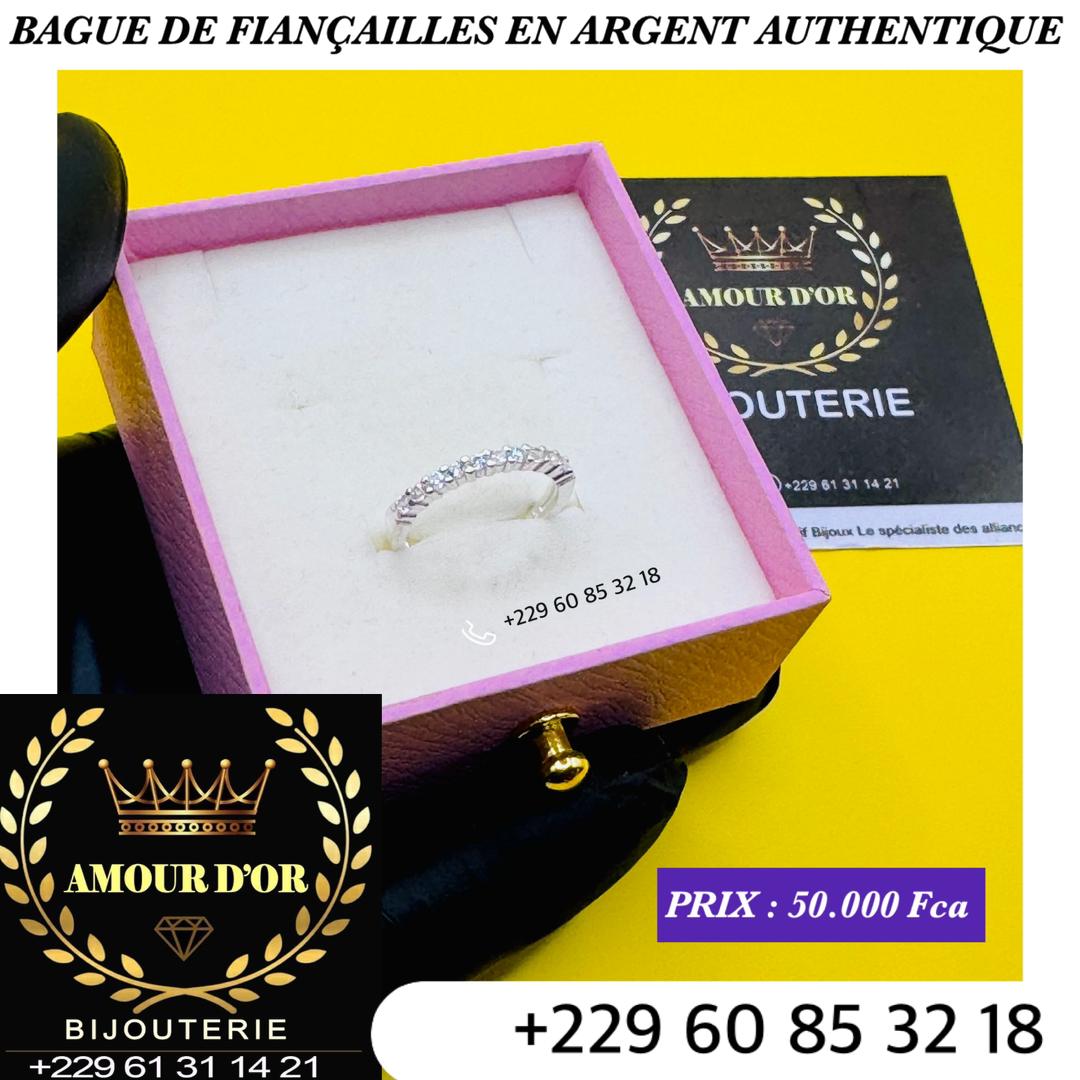 BAGUE DE FIANÇAILLES EN ARGENT AUTHENTIQUE
AMOUR D'OR
OUTERIE
+229 61 31 14 21
Bijoux Le spécialiste des
+229 60 85 32 18
AMOUR D'OR
BIJOUTERIE
+229 61 31 14 21
PRIX : 50.000 Fca
+229 60 85 32 18